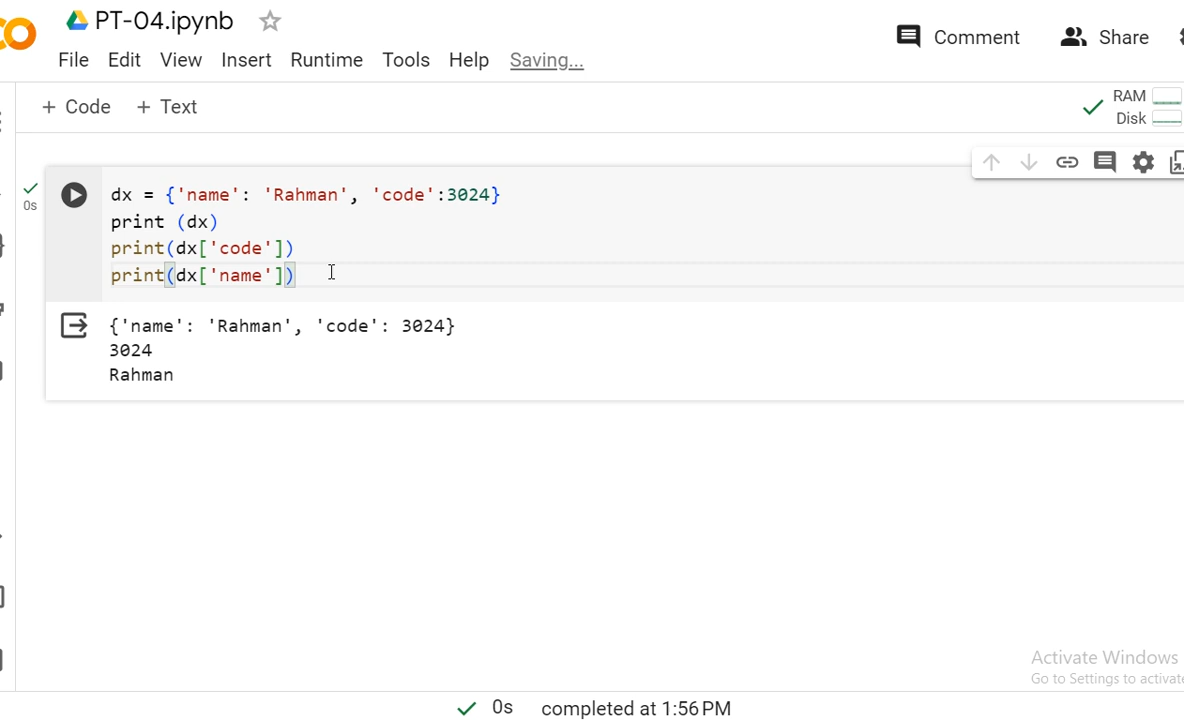 PT-04.ipynb
Comment
Share
File Edit View Insert Runtime Tools Help Saving...
+ Code + Text
RAM
Disk
0s
dx = {'name': 'Rahman', 'code':3024}
print (dx)
print(dx['code'])
print(dx['name'])
{'name': 'Rahman', 'code': 3024}
3024
Rahman
Activate Windows
Go to Settings to activate
0s completed at 1:56 PM